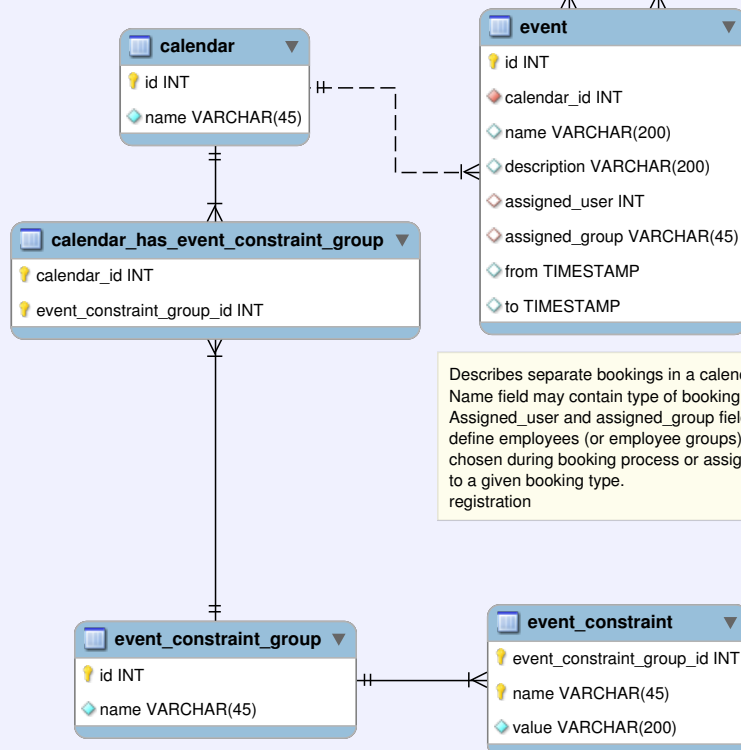 calendar
id INT
name VARCHAR(45)
event
id INT
calendar_id INT
name VARCHAR(200)
description VARCHAR(200)
assigned_user INT
assigned_group VARCHAR(45)
from TIMESTAMP
to TIMESTAMP
calendar_has_event_constraint_group
calendar_id INT
event_constraint_group_id INT
Describes separate bookings in a
Name field may contain type of booking
Assigned_user and assigned_group
define employees (or employee groups)
chosen during booking process or
to a given booking type.
registration
event_constraint_group
id INT
name VARCHAR(45)
event_constraint
event_constraint_group_id INT
name VARCHAR(45)
value VARCHAR(200)